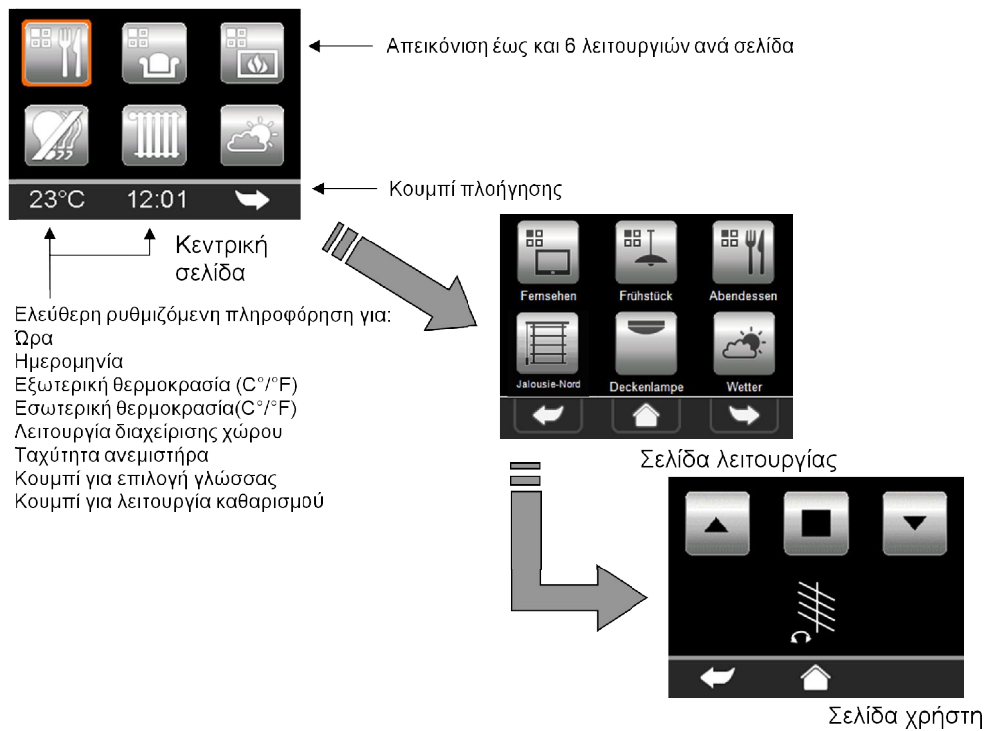 Απεικόνιση έως και 6 λειτουργιών ανά σελίδα
Κουμπί πλοήγησης
23°C 12:01
Κεντρική
σελίδα
Ελεύθερη ρυθμιζόμενη πληροφόρηση για:
Ώρα
Ημερομηνία
Εξωτερική θερμοκρασία (C°/°F)
Εσωτερική θερμοκρασία(C°/°F)
Λειτουργία διαχείρισης χώρου
Ταχύτητα ανεμιστήρα
Κουμπί για επιλογή γλώσσας
Κουμπί για λειτουργία καθαρισμού
Fernsehen Frühstück Abendessen
Jalousie-Nord Deckenlampe Wetter
Σελίδα λειτουργίας
Σελίδα χρήστη